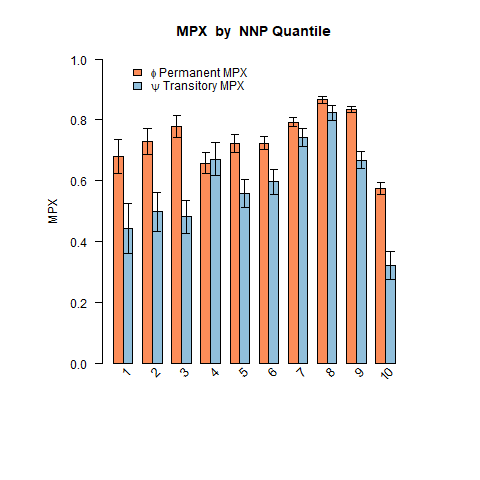 MPX by NNP Quantile
ϕ Permanent MPX
ψ Transitory MPX
MPX
1.0
0.8
0.6
0.4
0.2
0.0
1 2 3 4 5 6 7 8 9 10